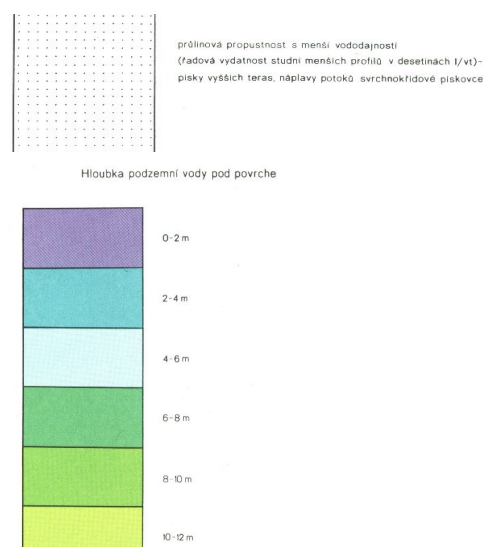 průlinová propustnost s menší vododajností
(řadová vydatnost studní menších profilů v desetinách l/vt)-
písky vyšších teras, náplavy potoků svrchnokřídové pískovce
Hloubka podzemní vody pod povrche
0-2 m
2-4 m
4-6 m
6-8 m
8-10 m
10-12 m